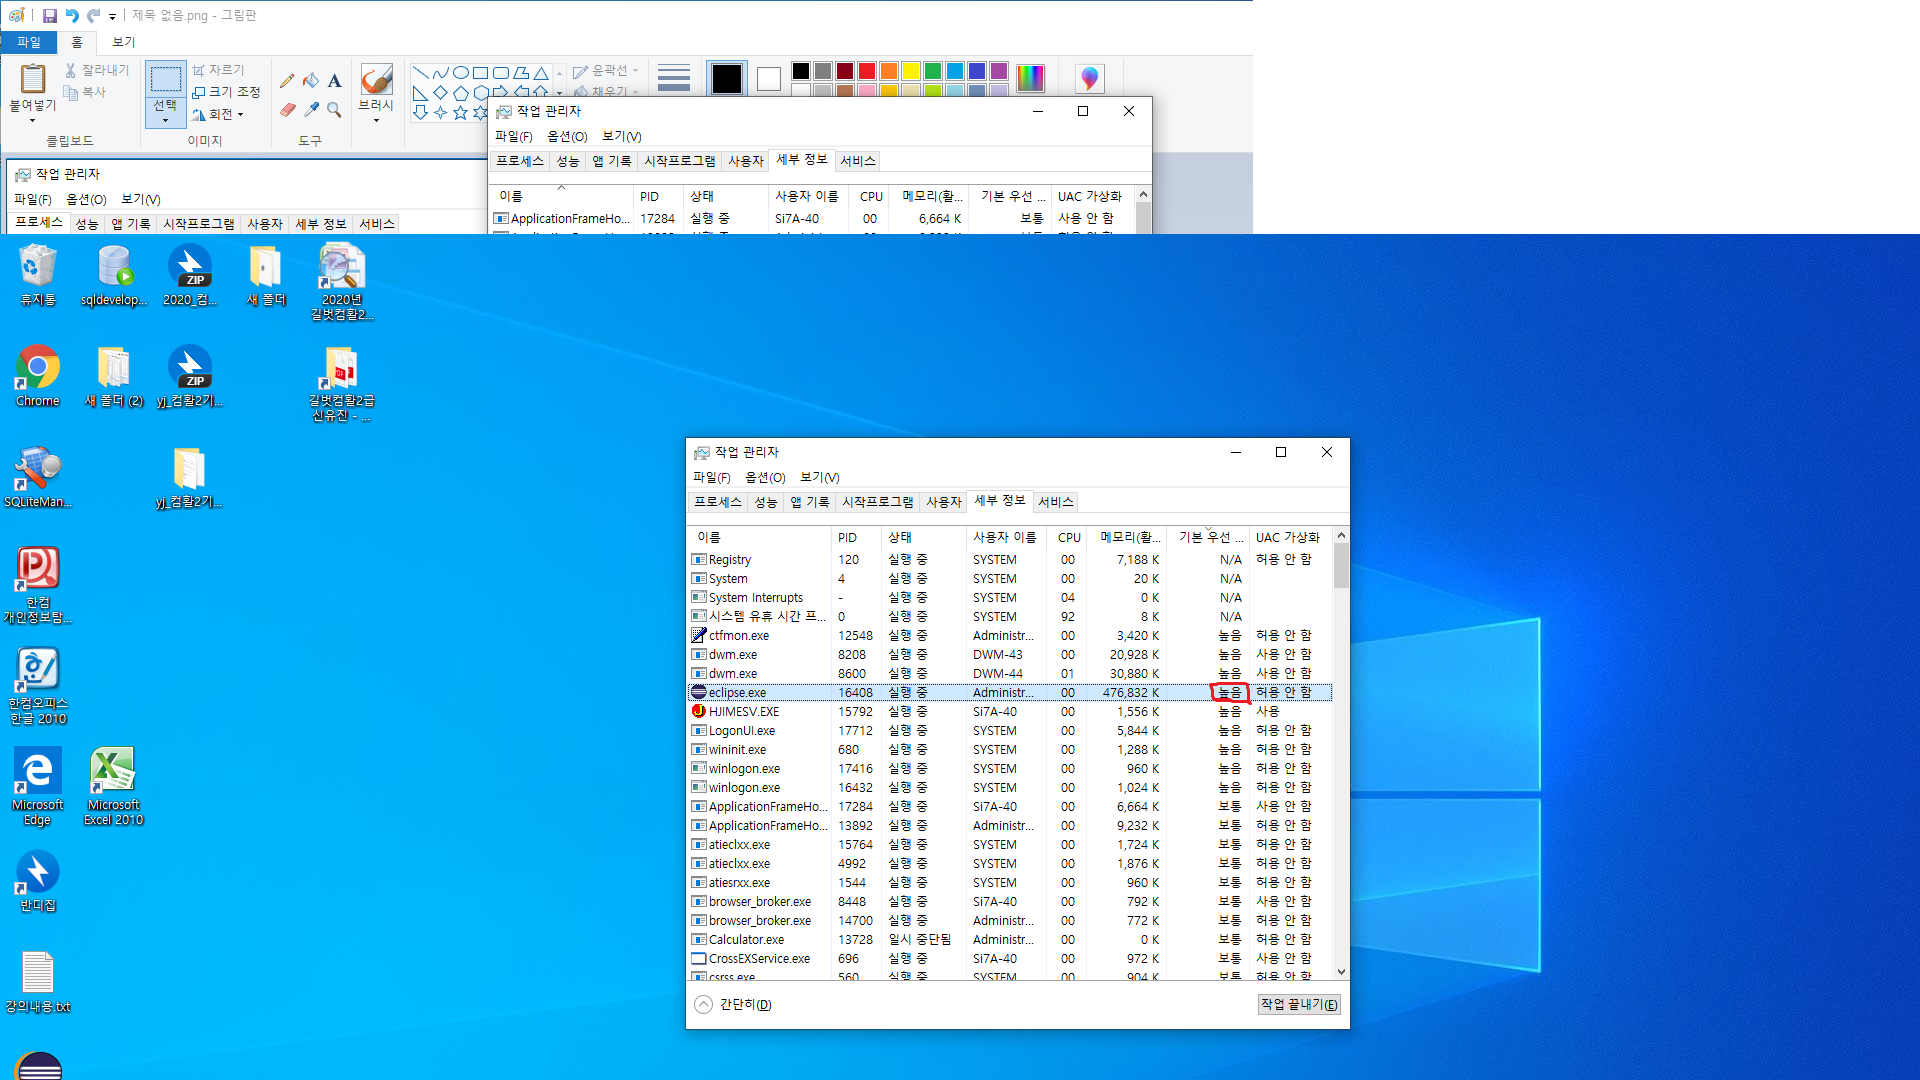 제목 없음.png - 그림판
파일 홈 보기
붙여넣기
잘라내기
복사
클립보드
선택
자르기
크기 조정
회전
이미지
A
도구
브러시
윤곽선
채우기
작업 관리자
파일(F) 옵션(O) 보기(V)
프로세스 성능 앱 기록 시작프로그램 사용자 세부 정보 서비스
이름 PID 상태 사용자 이름 CPU 메모리(활... 기본 우선 ... UAC 가상화
ApplicationFrameHo... 17284 실행 중 Si7A-40 00 6,664 K 보통 사용 안 함
작업 관리자
파일(F) 옵션(O) 보기(V)
프로세스 성능 앱 기록 시작프로그램 사용자 세부 정보 서비스
휴지통
sqldevelop...
ZIP
2020_컴...
새 폴더
2020년
길벗컴활2...
Chrome
새 폴더 (2)
ZIP
yj_컴활2기...
길벗컴활2급
신유진 - ...
SQLiteMan...
yj_컴활2기...
한컴
개인정보탐...
한컴오피스
한글 2010
Microsoft
Edge
Microsoft
Excel 2010
반디집
강의내용.txt
작업 관리자
파일(F) 옵션(O) 보기(V)
프로세스 성능 앱 기록 시작프로그램 사용자 세부 정보 서비스
이름 PID 상태 사용자 이름 CPU 메모리(활... 기본 우선 ... UAC 가상화
Registry 120 실행 중 SYSTEM 00 7,188 K N/A 허용 안 함
System 4 실행 중 SYSTEM 00 20 K N/A
System Interrupts - 실행 중 SYSTEM 04 0 K N/A
시스템 유휴 시간 프... 0 실행 중 SYSTEM 92 8 K N/A
ctfmon.exe 12548 실행 중 Administr... 00 3,420 K 높음 허용 안 함
dwm.exe 8208 실행 중 DWM-43 00 20,928 K 높음 사용 안 함
dwm.exe 8600 실행 중 DWM-44 01 30,880 K 높음 사용 안 함
eclipse.exe 16408 실행 중 Administr... 00 476,832 K 높음 허용 안 함
HJIMESV.EXE 15792 실행 중 Si7A-40 00 1,556 K 높음 사용
LogonUI.exe 17712 실행 중 SYSTEM 00 5,844 K 높음 허용 안 함
wininit.exe 680 실행 중 SYSTEM 00 1,288 K 높음 허용 안 함
winlogon.exe 17416 실행 중 SYSTEM 00 960 K 높음 허용 안 함
winlogon.exe 16432 실행 중 SYSTEM 00 1,024 K 높음 허용 안 함
ApplicationFrameHo... 17284 실행 중 Si7A-40 00 6,664 K 보통 사용 안 함
ApplicationFrameHo... 13892 실행 중 Administr... 00 9,232 K 보통 허용 안 함
atieclxx.exe 15764 실행 중 SYSTEM 00 1,724 K 보통 허용 안 함
atieclxx.exe 4992 실행 중 SYSTEM 00 1,876 K 보통 허용 안 함
atiesrxx.exe 1544 실행 중 SYSTEM 00 960 K 보통 허용 안 함
browser_broker.exe 8448 실행 중 Si7A-40 00 792 K 보통 사용 안 함
browser_broker.exe 14700 실행 중 Administr... 00 772 K 보통 허용 안 함
Calculator.exe 13728 일시 중단됨 Administr... 00 0 K 보통 허용 안 함
CrossEXService.exe 696 실행 중 Si7A-40 00 972 K 보통 사용 안 함
csrss.exe 560 실행 중 SYSTEM 00 904 K 보통 허용 안 함
간단히(D) 작업 끝내기(E)